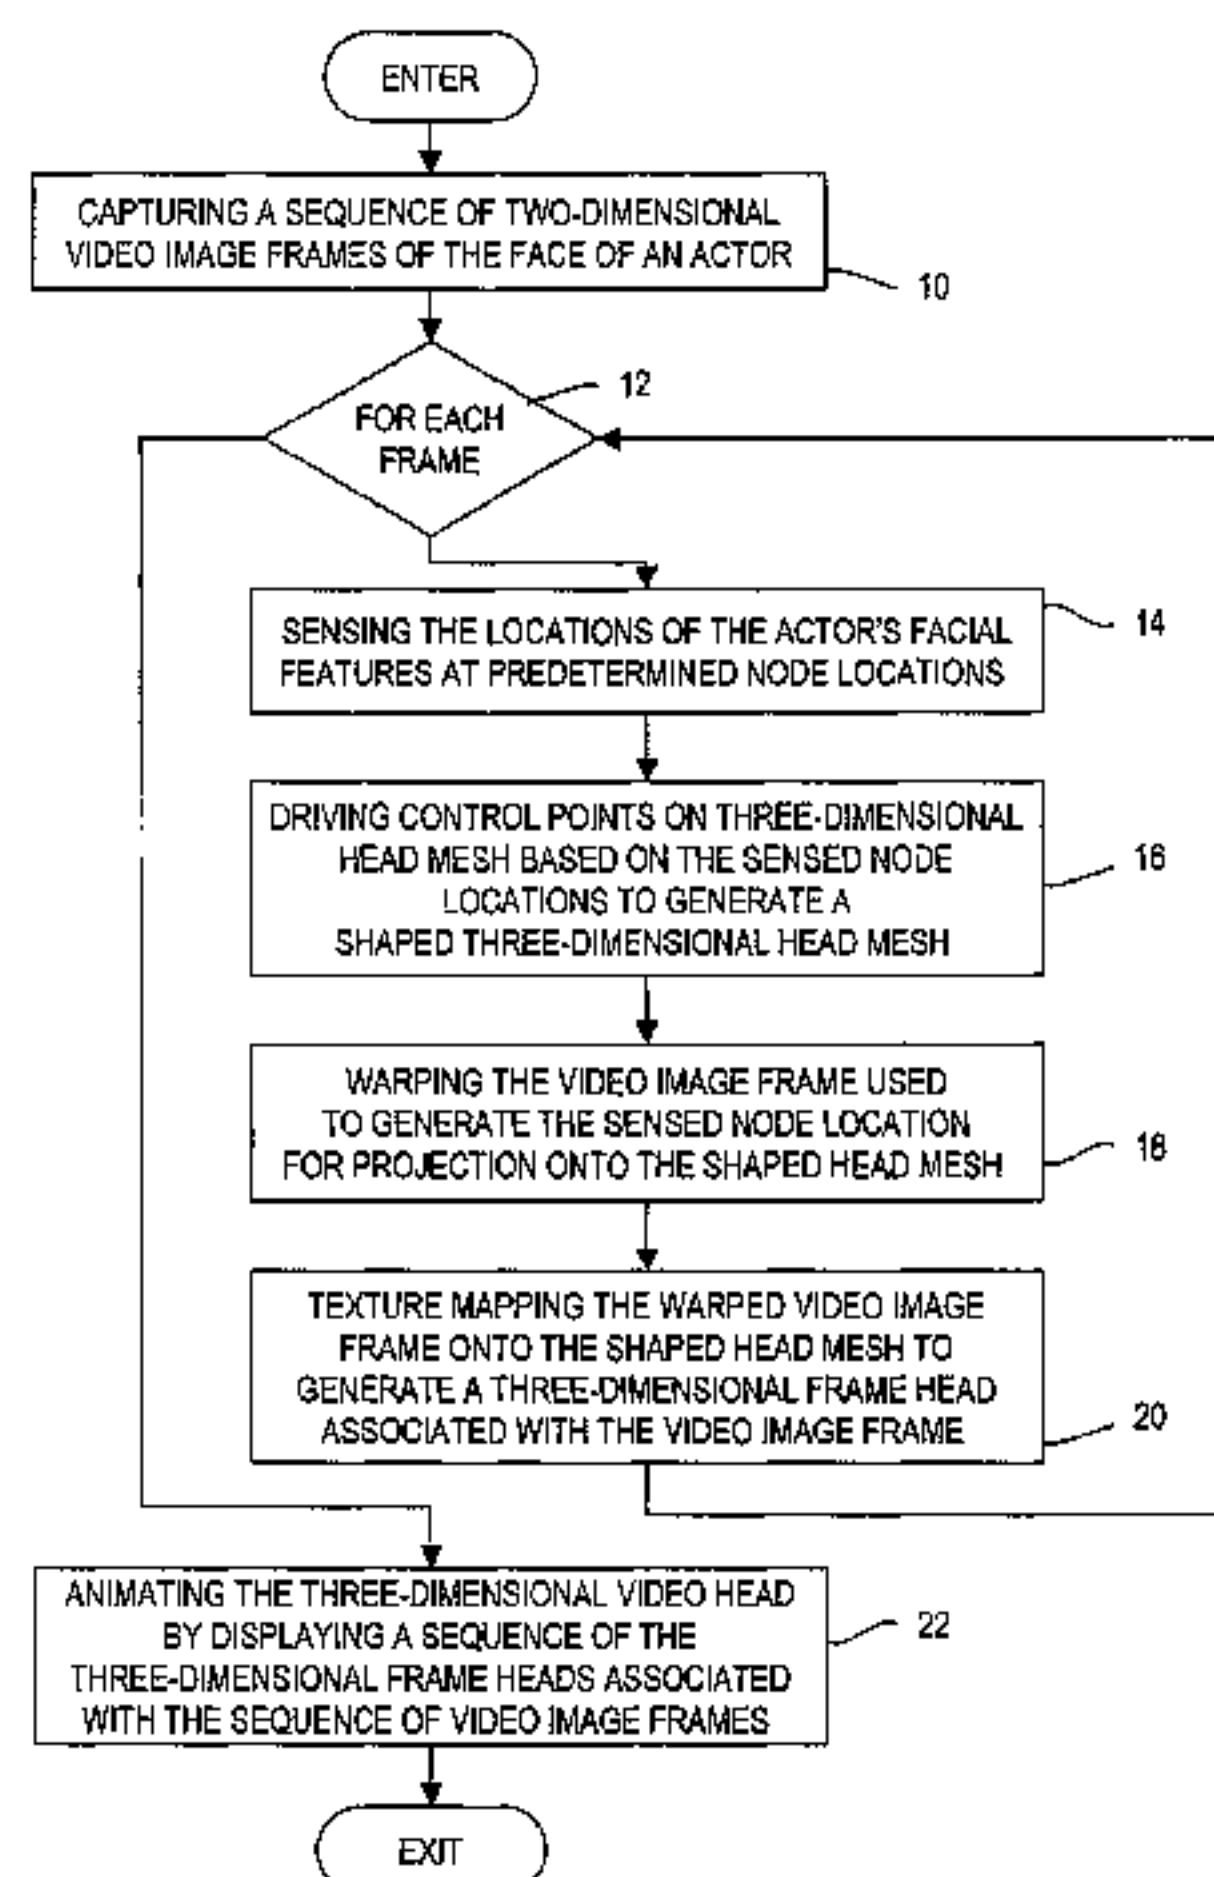 ENTER
CAPTURING A SEQUENCE OF TWO-DIMENSIONAL
VIDEO IMAGE FRAMES OF THE FACE OF AN ACTOR
10
12
FOR EACH
FRAME
SENSING THE LOCATIONS OF THE ACTOR'S FACIAL
FEATURES AT PREDETERMINED NODE LOCATIONS
14
DRIVING CONTROL POINTS ON THREE-DIMENSIONAL
HEAD MESH BASED ON THE SENSED NODE
LOCATIONS TO GENERATE A
SHAPED THREE-DIMENSIONAL HEAD MESH
16
WARPING THE VIDEO IMAGE FRAME USED
TO GENERATE THE SENSED NODE LOCATION
FOR PROJECTION ONTO THE SHAPED HEAD MESH
18
TEXTURE MAPPING THE WARPED VIDEO IMAGE
FRAME ONTO THE SHAPED HEAD MESH TO
GENERATE A THREE-DIMENSIONAL FRAME HEAD
ASSOCIATED WITH THE VIDEO IMAGE FRAME
20
ANIMATING THE THREE-DIMENSIONAL VIDEO HEAD
BY DISPLAYING A SEQUENCE OF THE
THREE-DIMENSIONAL FRAME HEADS ASSOCIATED
WITH THE SEQUENCE OF VIDEO IMAGE FRAMES
22
EXIT